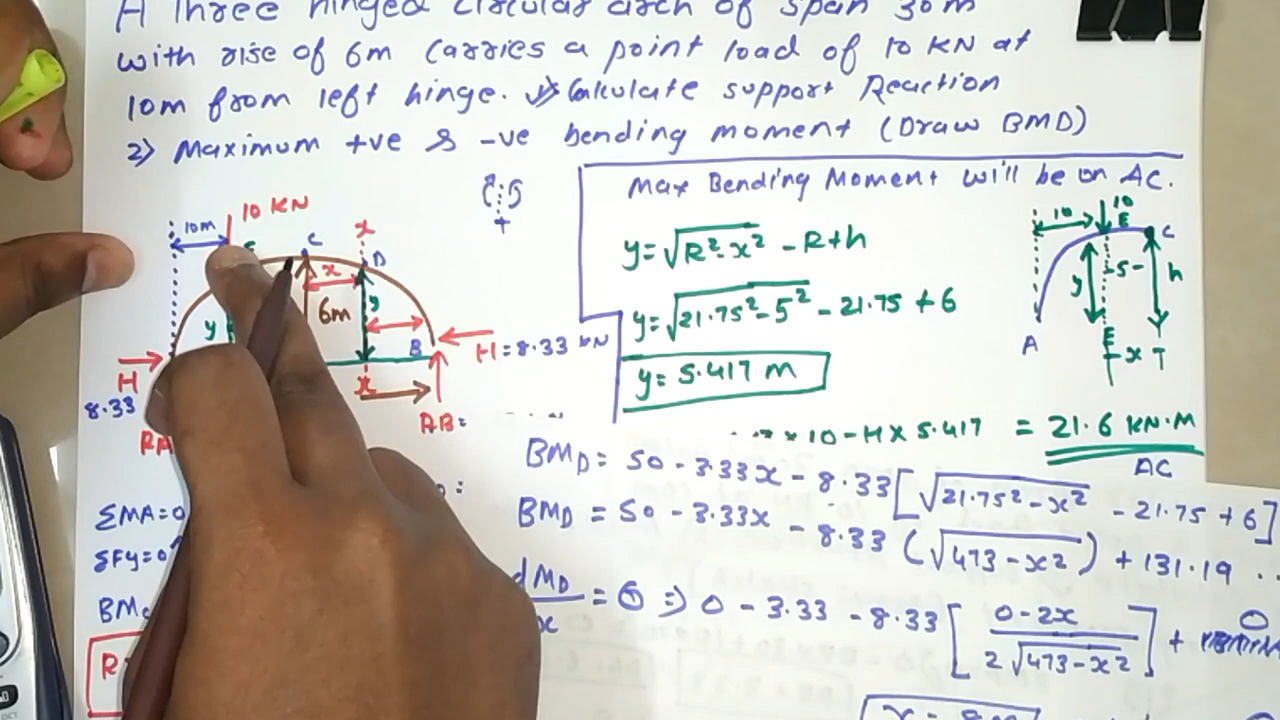 A three hinged circular arch of span 30m
with rise of 6m carries a point load of 10 KN at
10m from left hinge. 1) Calculate support Reaction
2) Maximum +ve & -ve bending moment (Draw BMD)
10m
10 KN
C
x
D
x
y
6m
y
B
H
8.33
H = 8.33 KN
x
RA
RB=
+
Max Bending Moment will be on AC.
y = √R²-x² - R+h
y = √21.75²-5² - 21.75 + 6
y = 5.417 m
10
10
E
C
y
5
h
A
E
x
T
× 10 - H × 5.417 = 21.6 KN.M
AC
BMD = 50 - 3.33x - 8.33[√21.75²-x² - 21.75 + 6]
BMD = 50 - 3.33x - 8.33 (√473-x²) + 131.19 ..
dMD/x = 0 => 0 - 3.33 - 8.33 [0-2x / 2√473-x²] + 0
ΣMA=0
ΣFy=0
BMC
R